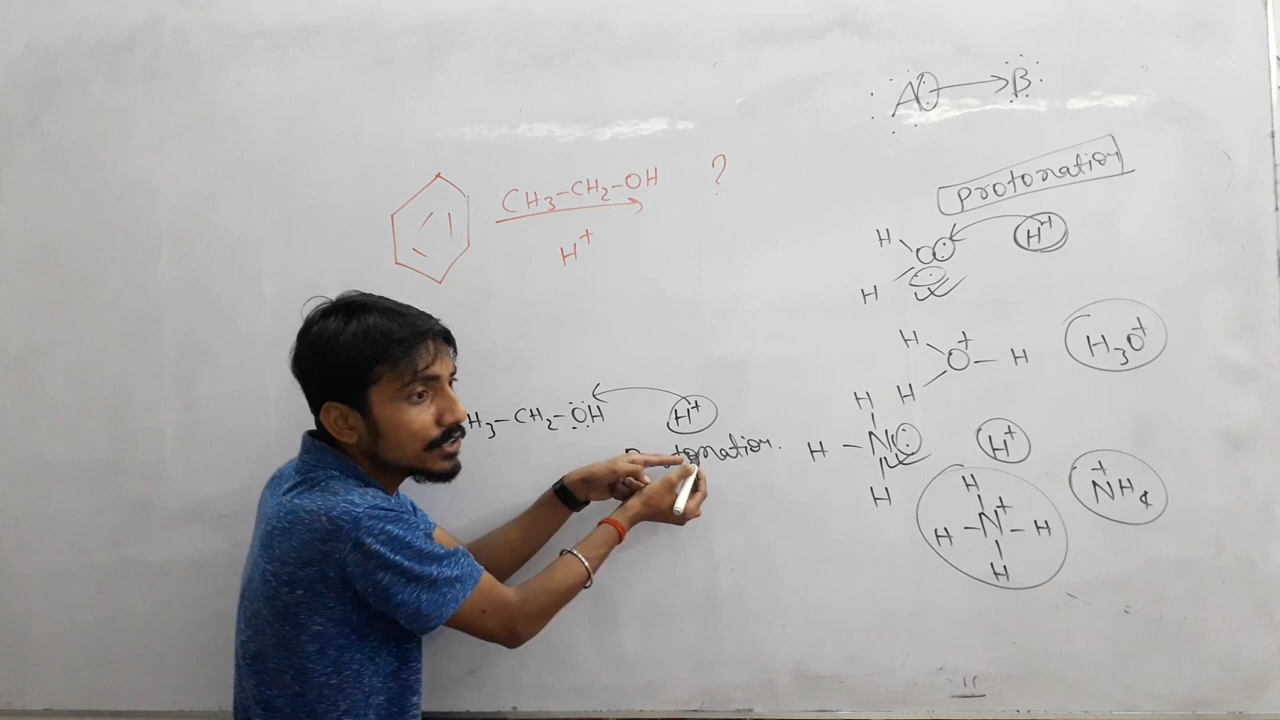 A → B
Protonation
CH3-CH2-OH ?
H+
H O H+
H
H O+ H H3O+
H
H3-CH2-OH H+
tonation.
H
H - N H+
H
+NH4
H
H - N+ - H
H